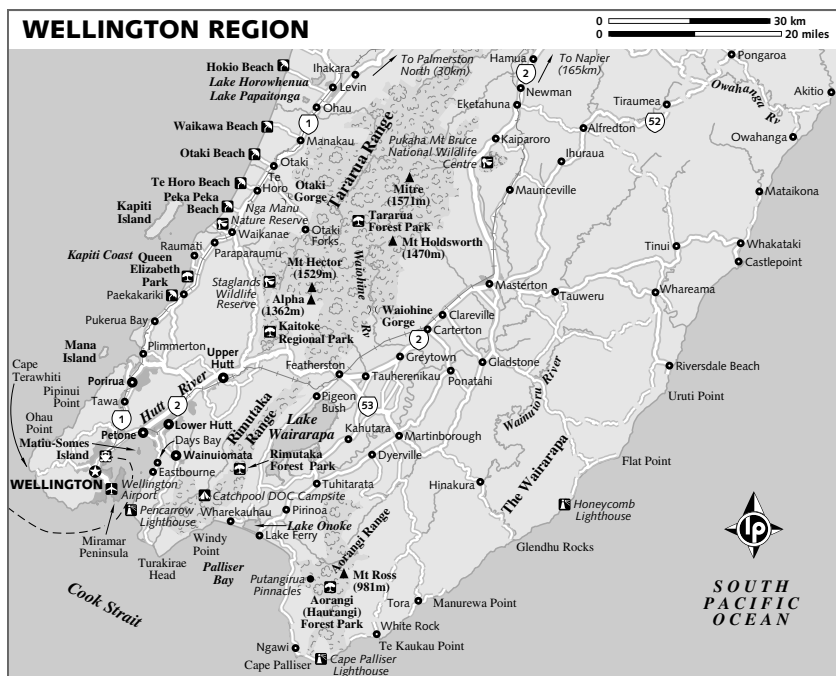 WELLINGTON REGION
0 30 km
0 20 miles
Hokio Beach
Lake Horowhenua
Lake Papaitonga
Ihakara
Levin
Ohau
To Palmerston
North (30km)
Hamua
2
To Napier
(165km)
Newman
Eketahuna
Pongaroa
Akitio
Tiraumea
Owahanga Rv
52
Alfredton
Owahanga
Waikawa Beach
1
Manakau
Tararua Range
Pukaha Mt Bruce
National Wildlife
Centre
Kaiparoro
Ihuraua
Otaki Beach
Otaki
Te Horo Beach
Te
Horo
Otaki
Gorge
Mitre
(1571m)
Mauriceville
Mataikona
Peka Peka
Beach
Kapiti
Island
Nga Manu
Nature Reserve
Waikanae
Otaki
Forks
Tararua
Forest Park
Mt Holdsworth
(1470m)
Tinui
Whakataki
Castlepoint
Kapiti Coast
Raumati
Paraparaumu
Queen
Elizabeth
Park
Mt Hector
(1529m)
Waiohine
Rv
Staglands
Wildlife
Reserve
Alpha
(1362m)
Masterton
Tauweru
Whareama
Paekakariki
Pukerua Bay
Kaitoke
Regional Park
Waiohine
Gorge
Clareville
Carterton
2
Mana
Island
Plimmerton
Upper
Hutt
Greytown
Gladstone
Featherston
Tauherenikau
Ponatahi
Riversdale Beach
Uruti Point
Wainuioru
River
Cape
Terawhiti
Porirua
Pipinui
Point
Tawa
Hutt River
1
2
Rimutaka
Range
Pigeon
Bush
53
Lake
Wairarapa
Kahutara
Martinborough
Ohau
Point
Lower Hutt
Petone
Days Bay
Matiu-Somes
Island
Wainuiomata
Eastbourne
Rimutaka
Forest Park
Dyerville
The Wairarapa
Flat Point
WELLINGTON
Wellington
Airport
Catchpool DOC Campsite
Tuhitarata
Hinakura
Pencarrow
Lighthouse
Wharekauhau
Pirinoa
Honeycomb
Lighthouse
Miramar
Peninsula
Lake Onoke
Windy
Point
Lake Ferry
Aorangi Range
Glendhu Rocks
Turakirae
Head
Palliser
Bay
Putangirua
Pinnacles
Mt Ross
(981m)
lp
Cook Strait
Aorangi
(Haurangi)
Forest Park
Tora
Manurewa Point
SOUTH
PACIFIC
OCEAN
White Rock
Te Kaukau Point
Ngawi
Cape Palliser
Cape Palliser
Lighthouse